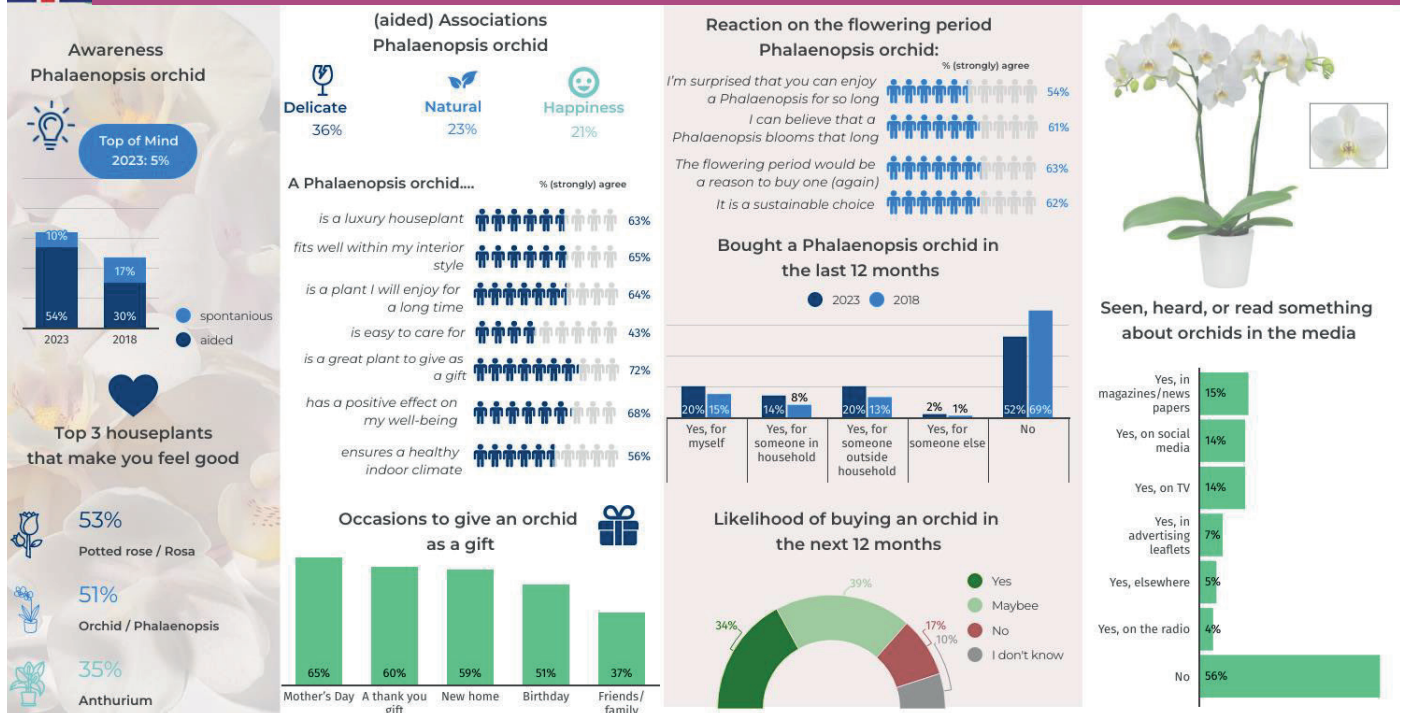 Awareness
Phalaenopsis orchid
Top of Mind
2023: 5%
10%
17%
54%
30%
2023
2018
spontanious
aided
Top 3 houseplants
that make you feel good
53%
Potted rose / Rosa
51%
Orchid / Phalaenopsis
35%
Anthurium
(aided) Associations
Phalaenopsis orchid
Delicate
36%
Natural
23%
Happiness
21%
A Phalaenopsis orchid....
% (strongly) agree
is a luxury houseplant
63%
fits well within my interior
style
65%
is a plant I will enjoy for
a long time
64%
is easy to care for
43%
is a great plant to give as
a gift
72%
has a positive effect on
my well-being
68%
ensures a healthy
indoor climate
56%
Occasions to give an orchid
as a gift
65%
60%
59%
51%
37%
Mother's Day
A thank you
gift
New home
Birthday
Friends/
family
Reaction on the flowering period
Phalaenopsis orchid:
% (strongly) agree
I'm surprised that you can enjoy
a Phalaenopsis for so long
54%
I can believe that a
Phalaenopsis blooms that long
61%
The flowering period would be
a reason to buy one (again)
63%
It is a sustainable choice
62%
Bought a Phalaenopsis orchid in
the last 12 months
2023
2018
20%
15%
14%
8%
20%
13%
2%
1%
52%
69%
Yes, for
myself
Yes, for
someone in
household
Yes, for
someone
outside
household
Yes, for
someone else
No
Likelihood of buying an orchid in
the next 12 months
34%
39%
17%
10%
Yes
Maybee
No
I don't know
Seen, heard, or read something
about orchids in the media
Yes, in
magazines/news
papers
15%
Yes, on social
media
14%
Yes, on TV
14%
Yes, in
advertising
leaflets
7%
Yes, elsewhere
5%
Yes, on the radio
4%
No
56%